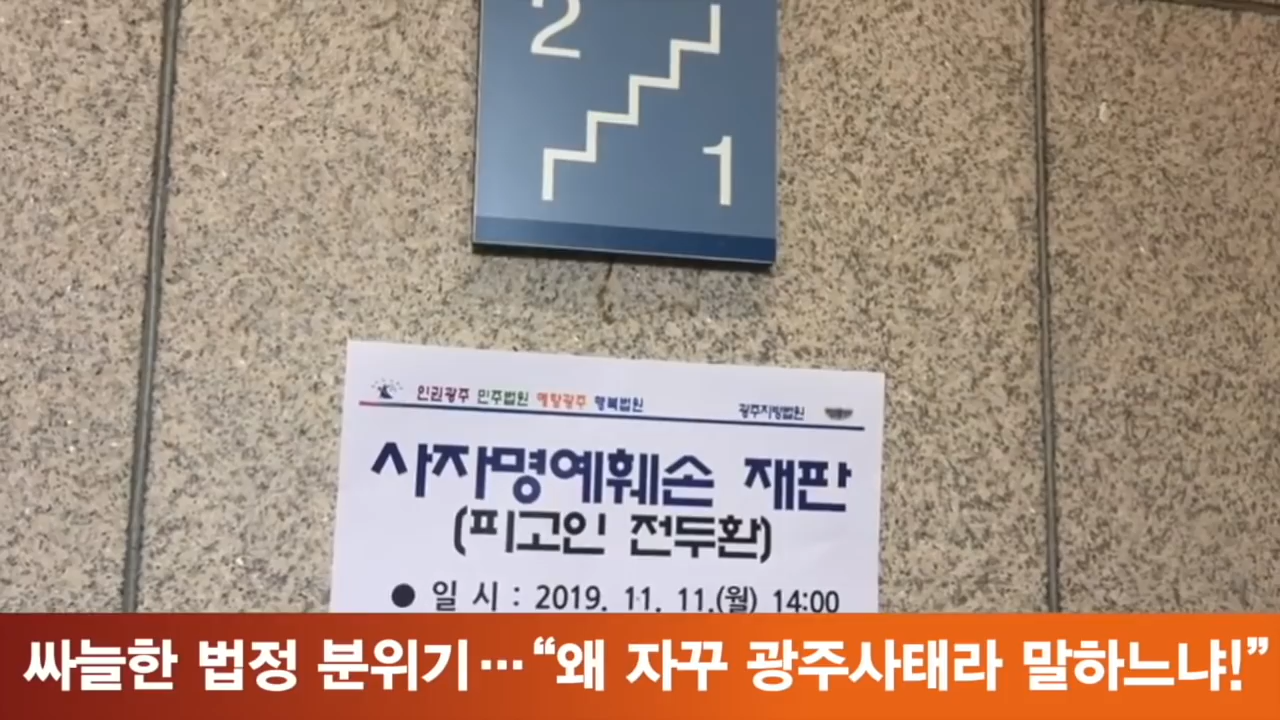 2
1
인권광주 민주법원 예향광주 행복법원 광주지방법원
사자명예훼손 재판
(피고인 전두환)
● 일 시 : 2019. 11. 11.(월) 14:00
싸늘한 법정 분위기…“왜 자꾸 광주사태라 말하느냐!”